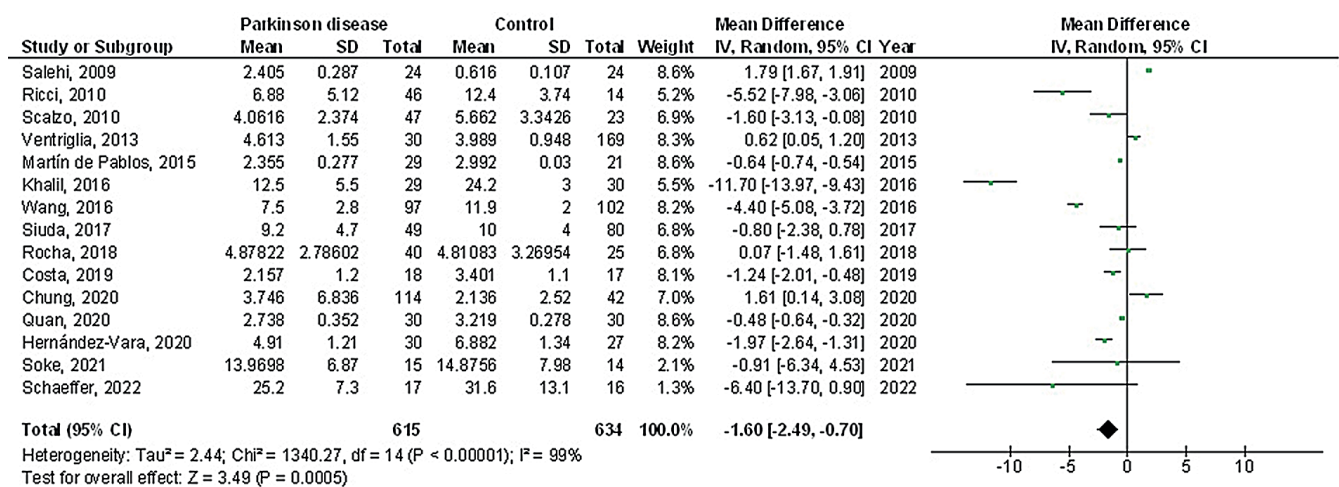 Parkinson disease Control Mean Difference Mean Difference
Study or Subgroup Mean SD Total Mean SD Total Weight IV, Random, 95% CI Year IV, Random, 95% CI
Salehi, 2009 2.405 0.287 24 0.616 0.107 24 8.6% 1.79 [1.67, 1.91] 2009
Ricci, 2010 6.88 5.12 46 12.4 3.74 14 5.2% -5.52 [-7.98, -3.06] 2010
Scalzo, 2010 4.0616 2.374 47 5.662 3.3426 23 6.9% -1.60 [-3.13, -0.08] 2010
Ventriglia, 2013 4.613 1.55 30 3.989 0.948 169 8.3% 0.62 [0.05, 1.20] 2013
Martín de Pablos, 2015 2.355 0.277 29 2.992 0.03 21 8.6% -0.64 [-0.74, -0.54] 2015
Khalil, 2016 12.5 5.5 29 24.2 3 30 5.5% -11.70 [-13.97, -9.43] 2016
Wang, 2016 7.5 2.8 97 11.9 2 102 8.2% -4.40 [-5.08, -3.72] 2016
Siuda, 2017 9.2 4.7 49 10 4 80 6.8% -0.80 [-2.38, 0.78] 2017
Rocha, 2018 4.87822 2.78602 40 4.81083 3.26954 25 6.8% 0.07 [-1.48, 1.61] 2018
Costa, 2019 2.157 1.2 18 3.401 1.1 17 8.1% -1.24 [-2.01, -0.48] 2019
Chung, 2020 3.746 6.836 114 2.136 2.52 42 7.0% 1.61 [0.14, 3.08] 2020
Quan, 2020 2.738 0.352 30 3.219 0.278 30 8.6% -0.48 [-0.64, -0.32] 2020
Hernández-Vara, 2020 4.91 1.21 30 6.882 1.34 27 8.2% -1.97 [-2.64, -1.31] 2020
Soke, 2021 13.9698 6.87 15 14.8756 7.98 14 2.1% -0.91 [-6.34, 4.53] 2021
Schaeffer, 2022 25.2 7.3 17 31.6 13.1 16 1.3% -6.40 [-13.70, 0.90] 2022
Total (95% CI) 615 634 100.0% -1.60 [-2.49, -0.70]
Heterogeneity: Tau² = 2.44; Chi² = 1340.27, df = 14 (P < 0.00001); I² = 99%
Test for overall effect: Z = 3.49 (P = 0.0005)
-10 -5 0 5 10